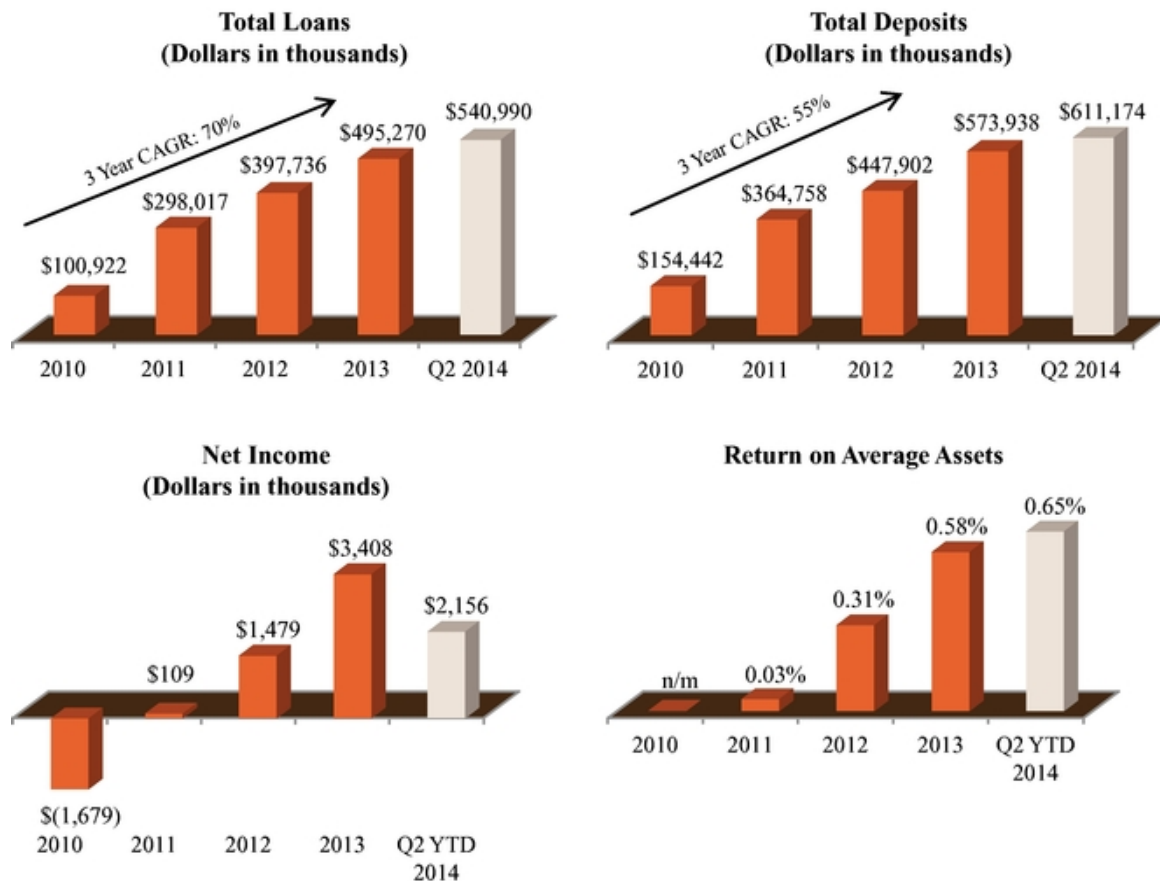 Total Loans
(Dollars in thousands)
3 Year CAGR: 70%
$100,922
$298,017
$397,736
$495,270
$540,990
2010 2011 2012 2013 Q2 2014
Total Deposits
(Dollars in thousands)
3 Year CAGR: 55%
$154,442
$364,758
$447,902
$573,938
$611,174
2010 2011 2012 2013 Q2 2014
Net Income
(Dollars in thousands)
$(1,679)
$109
$1,479
$3,408
$2,156
2010 2011 2012 2013 Q2 YTD
2014
Return on Average Assets
n/m
0.03%
0.31%
0.58%
0.65%
2010 2011 2012 2013 Q2 YTD
2014